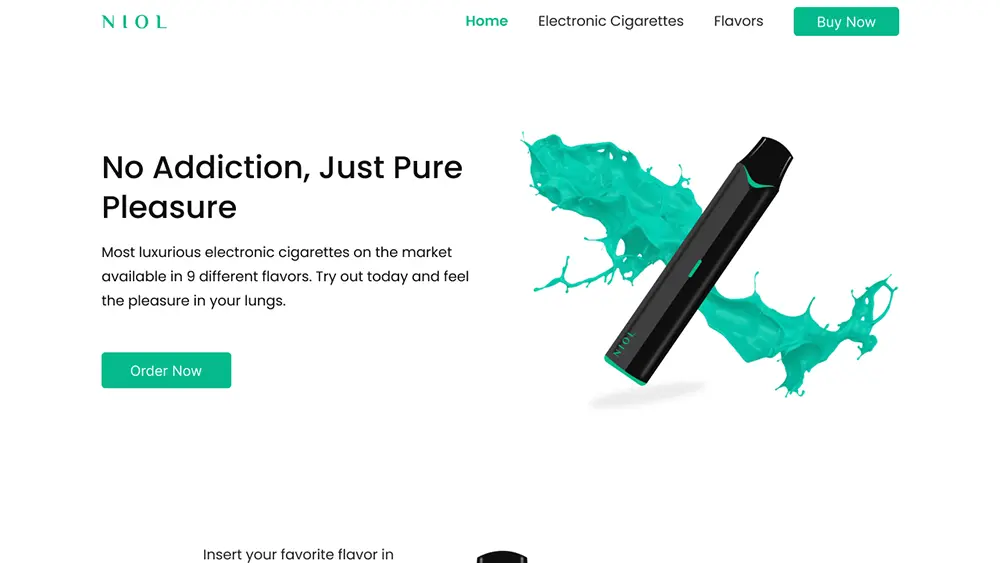 NIOL
Home
Electronic Cigarettes
Flavors
Buy Now
No Addiction, Just Pure
Pleasure
Most luxurious electronic cigarettes on the market
available in 9 different flavors. Try out today and feel
the pleasure in your lungs.
Order Now
NIOL
Insert your favorite flavor in